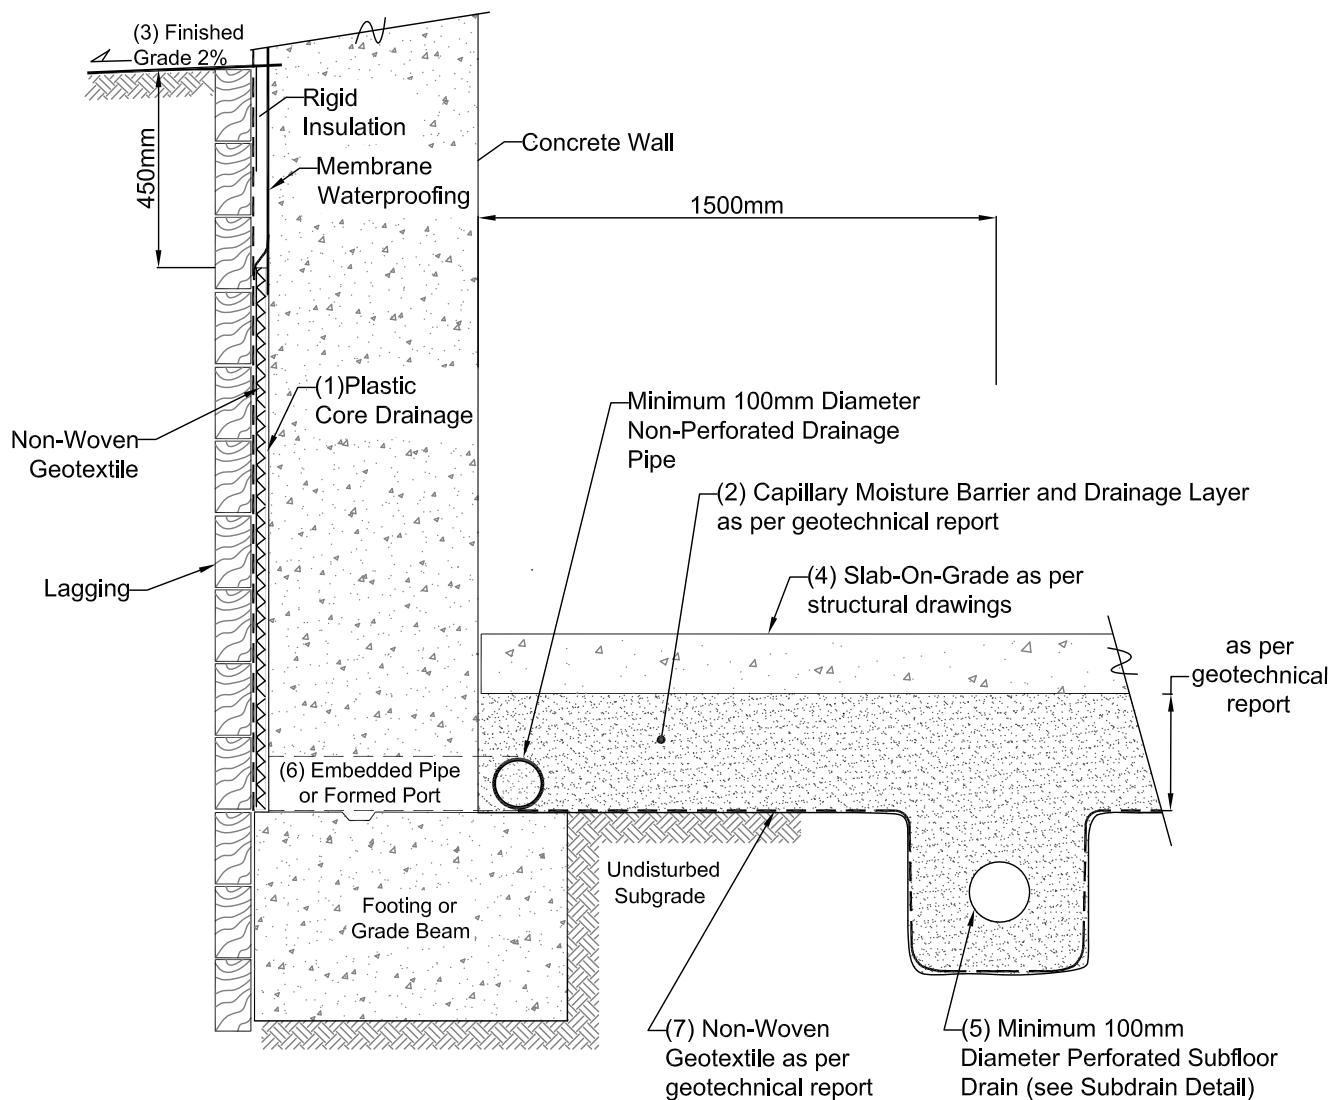 (3) Finished
Grade 2%
Rigid
Insulation
Concrete Wall
Membrane
Waterproofing
450mm
1500mm
(1)Plastic
Core Drainage
Minimum 100mm Diameter
Non-Perforated Drainage
Pipe
Non-Woven
Geotextile
(2) Capillary Moisture Barrier and Drainage Layer
as per geotechnical report
Lagging
(4) Slab-On-Grade as per
structural drawings
as per
geotechnical
report
(6) Embedded Pipe
or Formed Port
Undisturbed
Subgrade
Footing or
Grade Beam
(7) Non-Woven
Geotextile as per
geotechnical report
(5) Minimum 100mm
Diameter Perforated Subfloor
Drain (see Subdrain Detail)